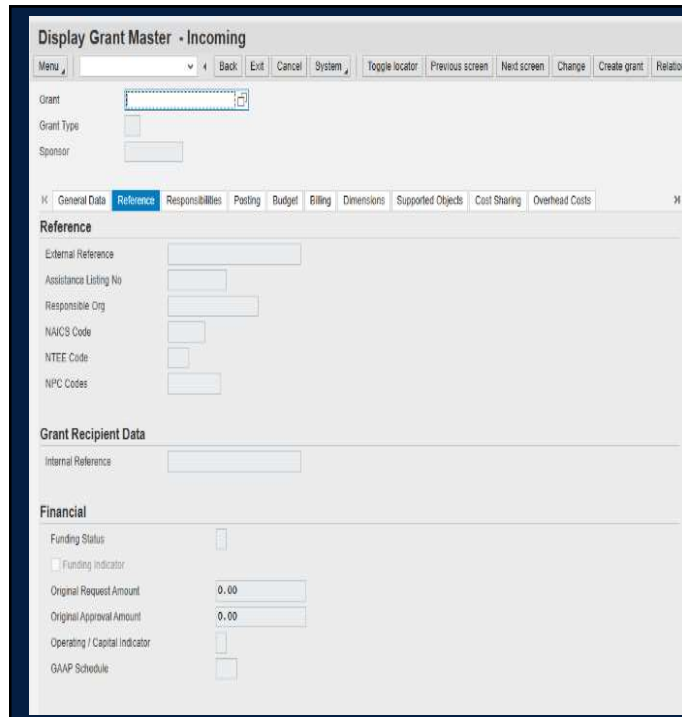 Display Grant Master - Incoming
Menu Back Exit Cancel System Toggle locator Previous screen Next screen Change Create grant Relation
Grant
Grant Type
Sponsor
General Data Reference Responsibilities Posting Budget Billing Dimensions Supported Objects Cost Sharing Overhead Costs
Reference
External Reference
Assistance Listing No
Responsible Org
NAICS Code
NTEE Code
NPC Codes
Grant Recipient Data
Internal Reference
Financial
Funding Status
Funding Indicator
Original Request Amount 0.00
Original Approval Amount 0.00
Operating / Capital Indicator
GAAP Schedule